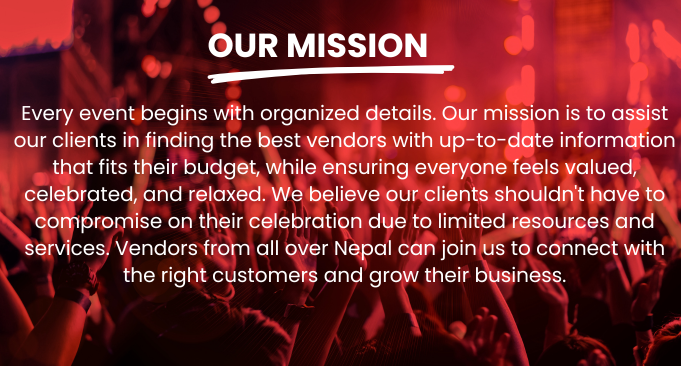 OUR MISSION
Every event begins with organized details. Our mission is to assist
our clients in finding the best vendors with up-to-date information
that fits their budget, while ensuring everyone feels valued,
celebrated, and relaxed. We believe our clients shouldn't have to
compromise on their celebration due to limited resources and
services. Vendors from all over Nepal can join us to connect with
the right customers and grow their business.